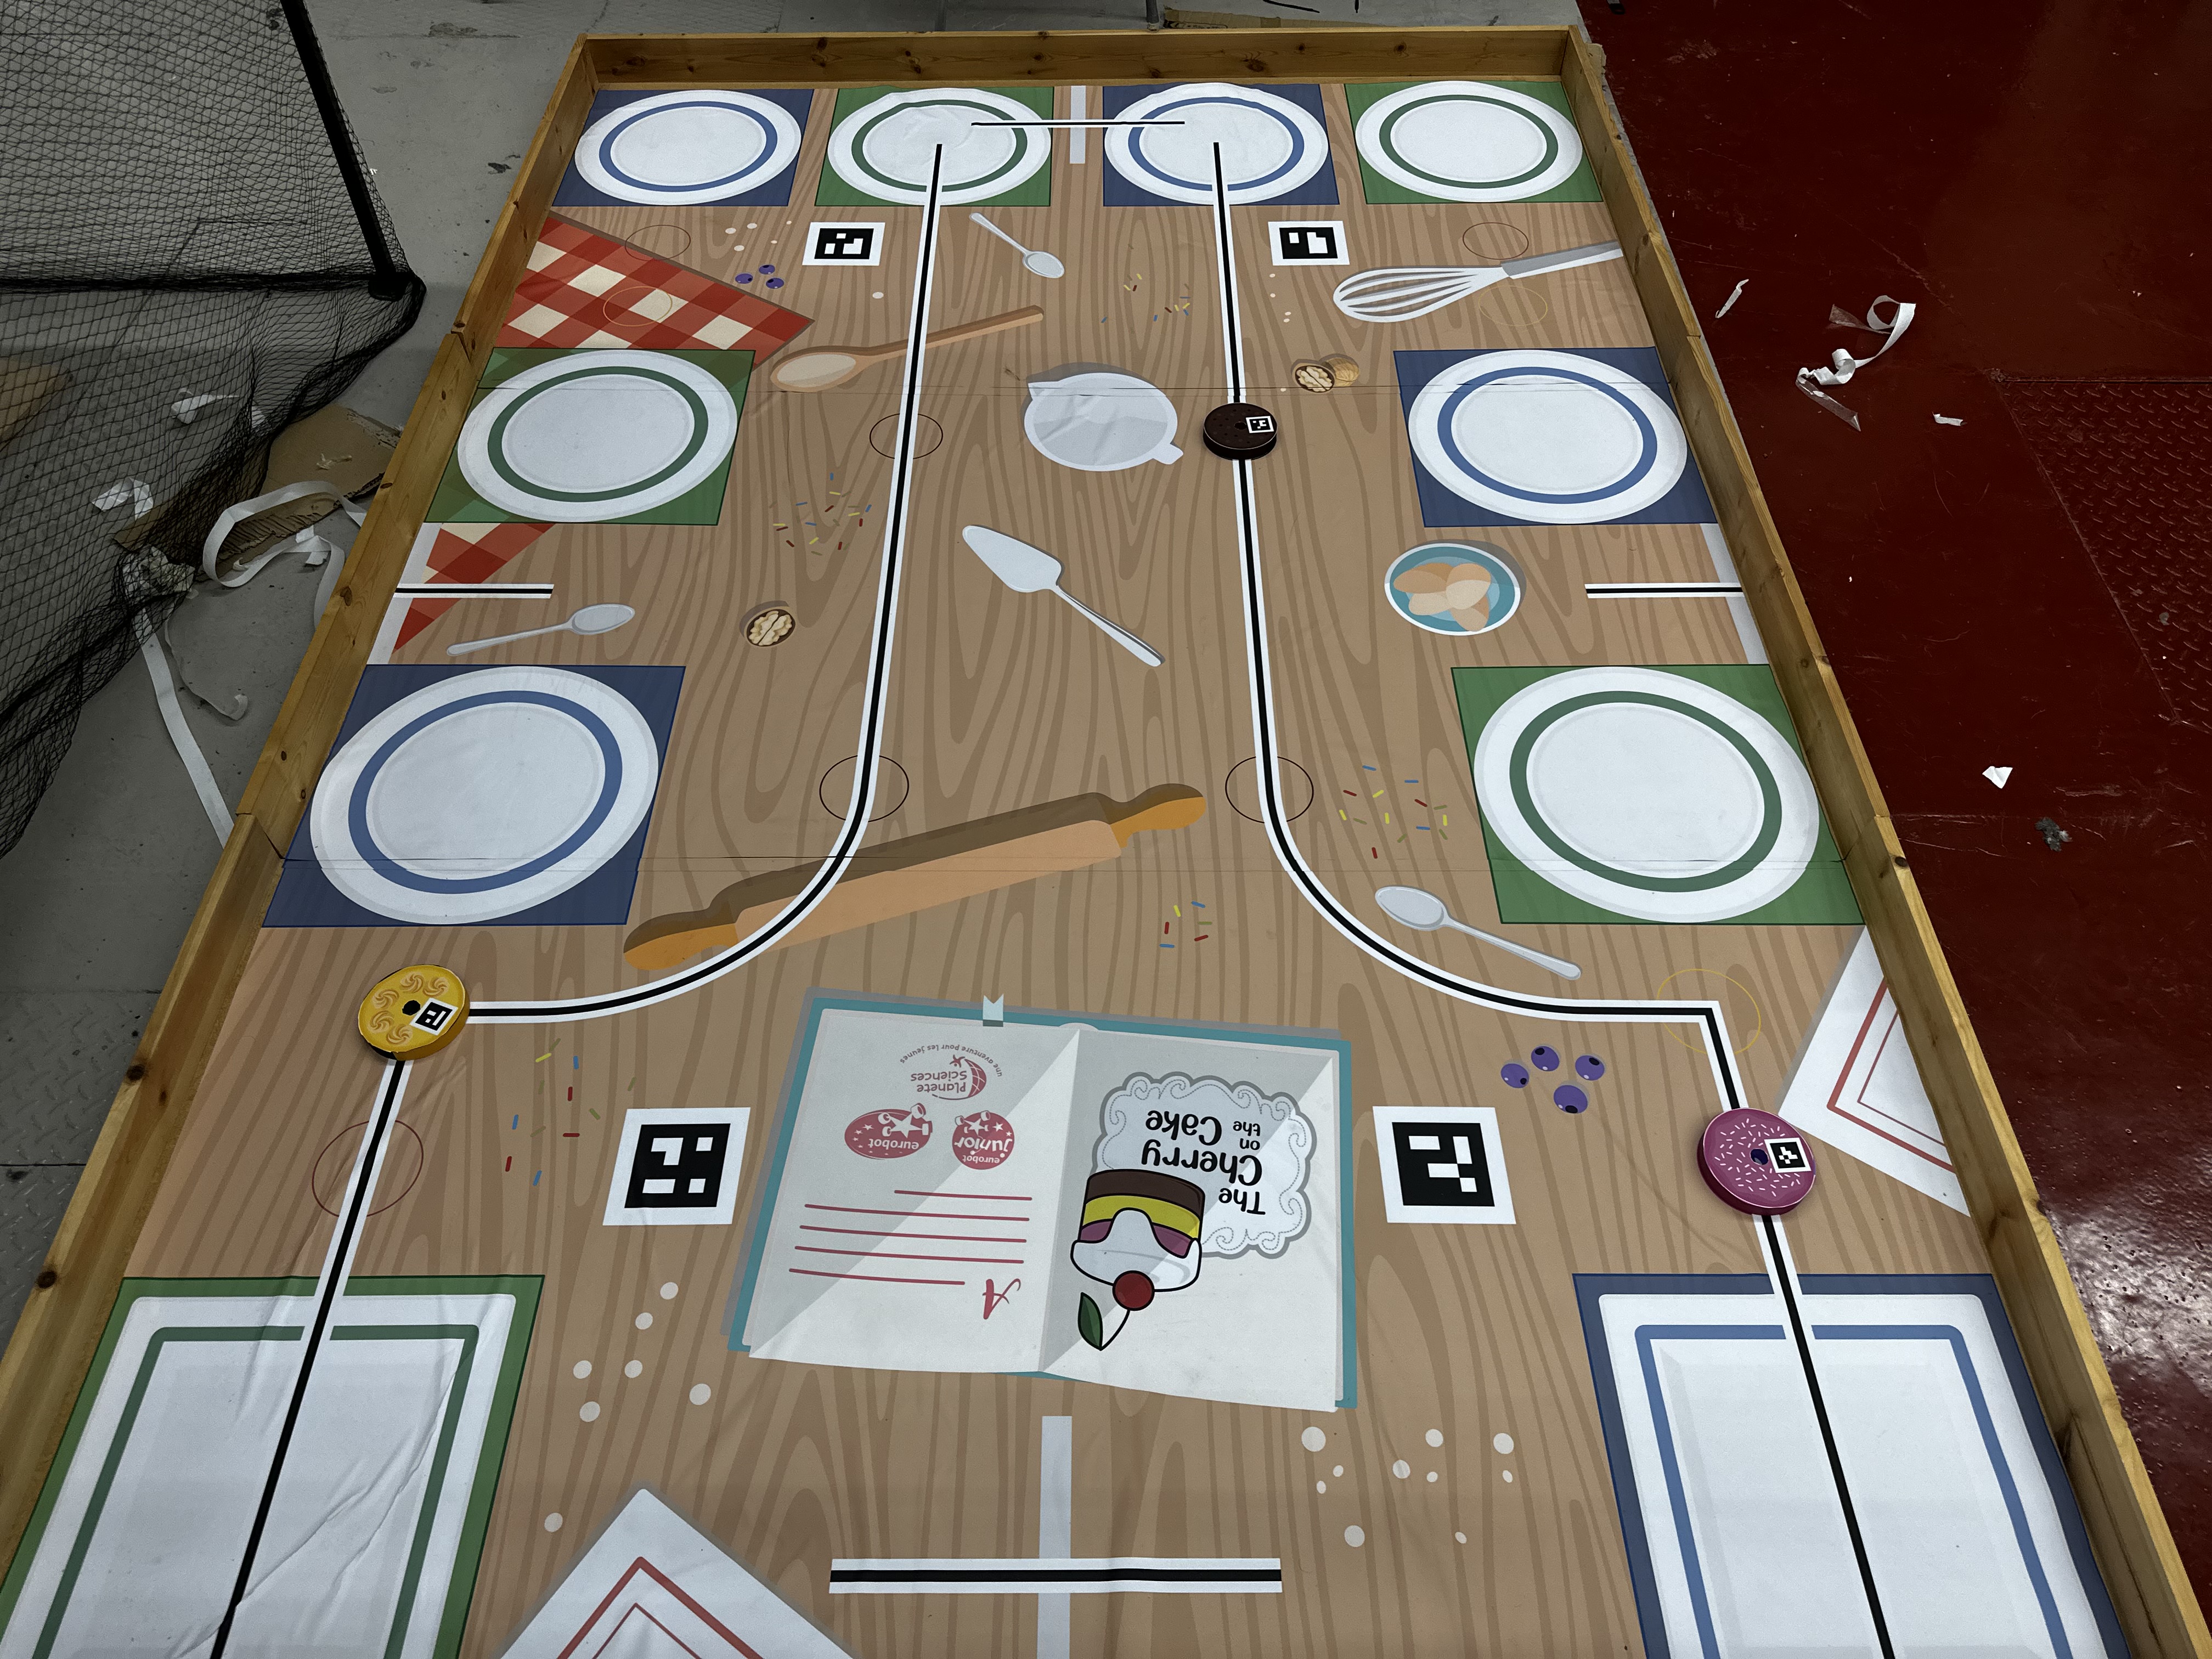 The
Cherry
on
the
Cake
eurobot
junior
eurobot
Planète
Sciences
une aventure pour les jeunes
A